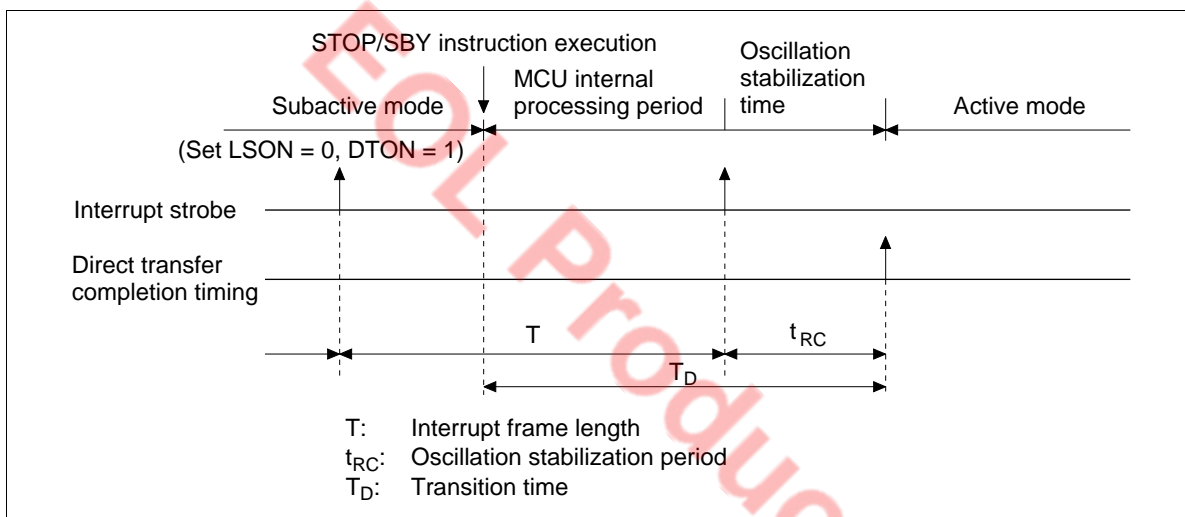 STOP/SBY instruction execution
Subactive mode
MCU internal
processing period
Oscillation
stabilization
time
Active mode
(Set LSON = 0, DTON = 1)
Interrupt strobe
Direct transfer
completion timing
T
tRC
TD
T: Interrupt frame length
tRC: Oscillation stabilization period
TD: Transition time
EOL Produc